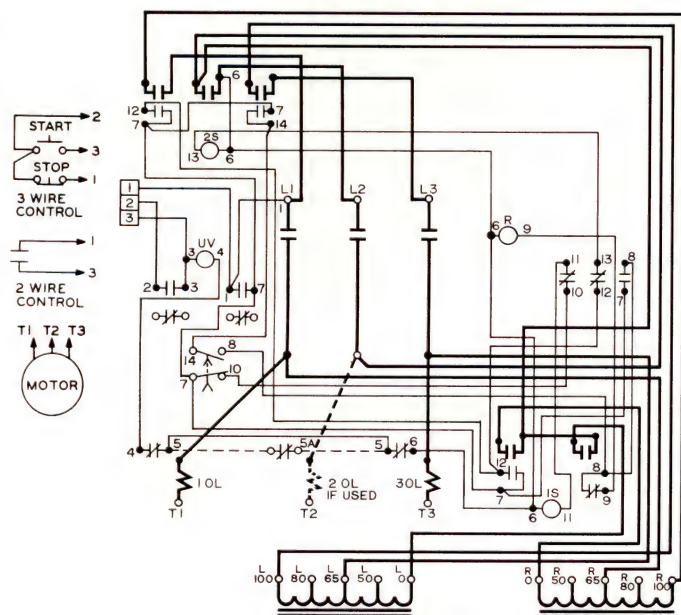 6
12
7
7
14
2S
13
6
START
2
3
STOP
1
3 WIRE
CONTROL
1
2
3
L1
1
L2
L3
6
R
9
3
UV
4
1
3
2 WIRE
CONTROL
2
3
1
7
11
13
8
10
12
7
T1 T2 T3
MOTOR
14
8
7
10
4
5
5A
5
6
12
7
8
9
1OL
2OL
IF USED
3OL
T1
T2
T3
6
1S
11
L
100
L
80
L
65
L
50
L
0
R
0
R
50
R
65
R
80
R
100